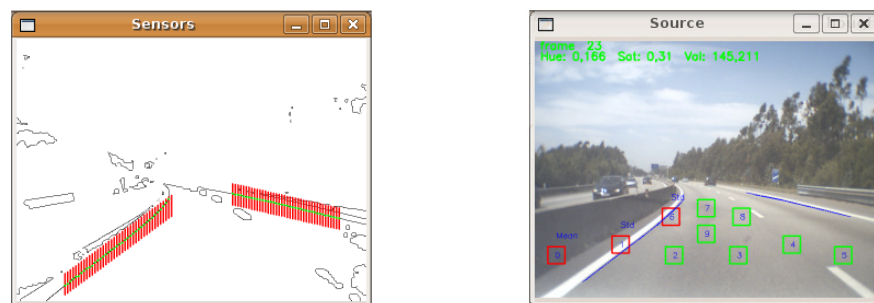 Sensors
Source
frame 23
Hue: 0,166 Sat: 0,31 Val: 145,211
Std
Std
Mean
7
6
8
9
1
4
0
2
3
5